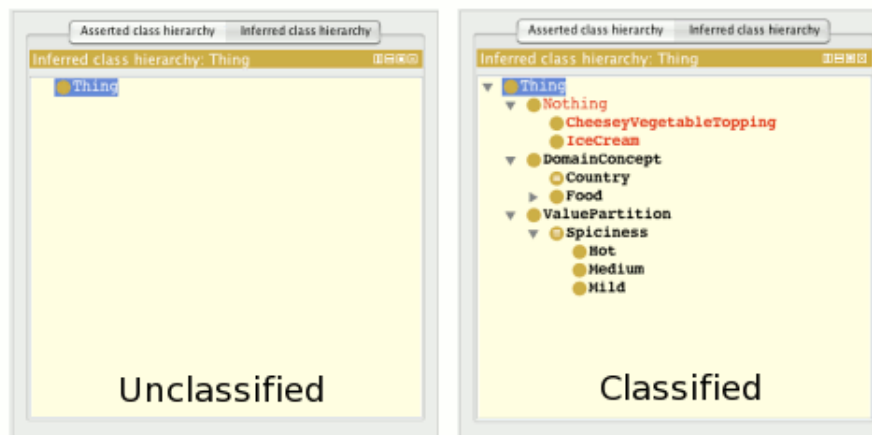 Asserted class hierarchy Inferred class hierarchy
Inferred class hierarchy: Thing
Thing
Unclassified
Asserted class hierarchy Inferred class hierarchy
Inferred class hierarchy: Thing
Thing
Nothing
CheeseyVegetableTopping
IceCream
DomainConcept
Country
Food
ValuePartition
Spiciness
Hot
Medium
Mild
Classified